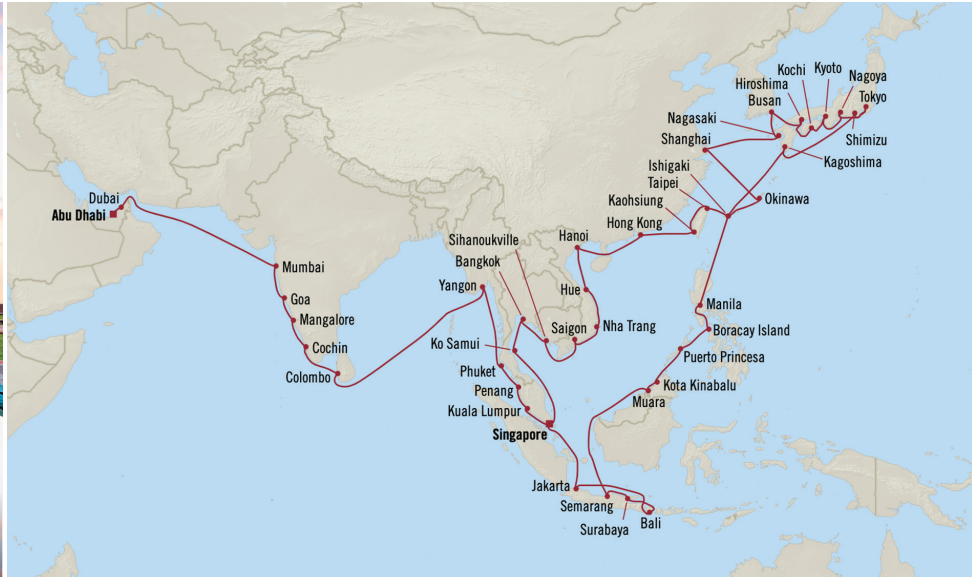 Kochi
Kyoto
Hiroshima
Nagoya
Busan
Tokyo
Nagasaki
Shanghai
Shimizu
Ishigaki
Kagoshima
Taipei
Dubai
Kaohsiung
Okinawa
Abu Dhabi
Hong Kong
Sihanoukville
Hanoi
Bangkok
Mumbai
Yangon
Hue
Goa
Manila
Mangalore
Saigon
Nha Trang
Boracay Island
Ko Samui
Cochin
Puerto Princesa
Phuket
Colombo
Penang
Kota Kinabalu
Muara
Kuala Lumpur
Singapore
Jakarta
Semarang
Bali
Surabaya